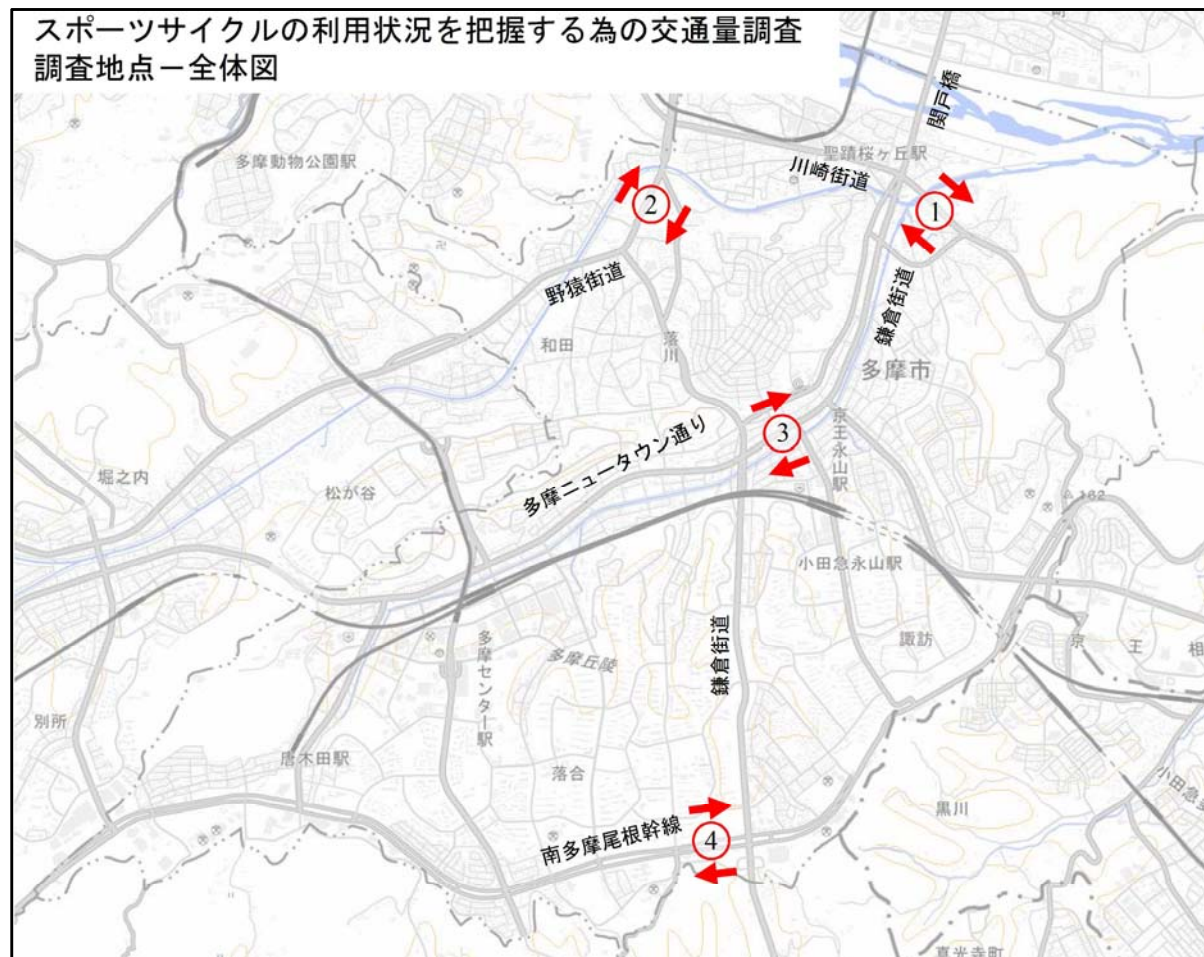 スポーツサイクルの利用状況を把握する為の交通量調査
調査地点－全体図
町
関戸橋
多摩動物公園駅
聖蹟桜ヶ丘駅
川崎街道
①
②
野猿街道
鎌倉街道
和田
落川
多摩市
③
京王永山駅
多摩ニュータウン通り
堀之内
松が谷
162
小田急永山駅
諏訪
京王相
鎌倉街道
多摩丘陵
多摩センター駅
別所
唐木田駅
落合
小田急
黒川
南多摩尾根幹線
④
真光寺町